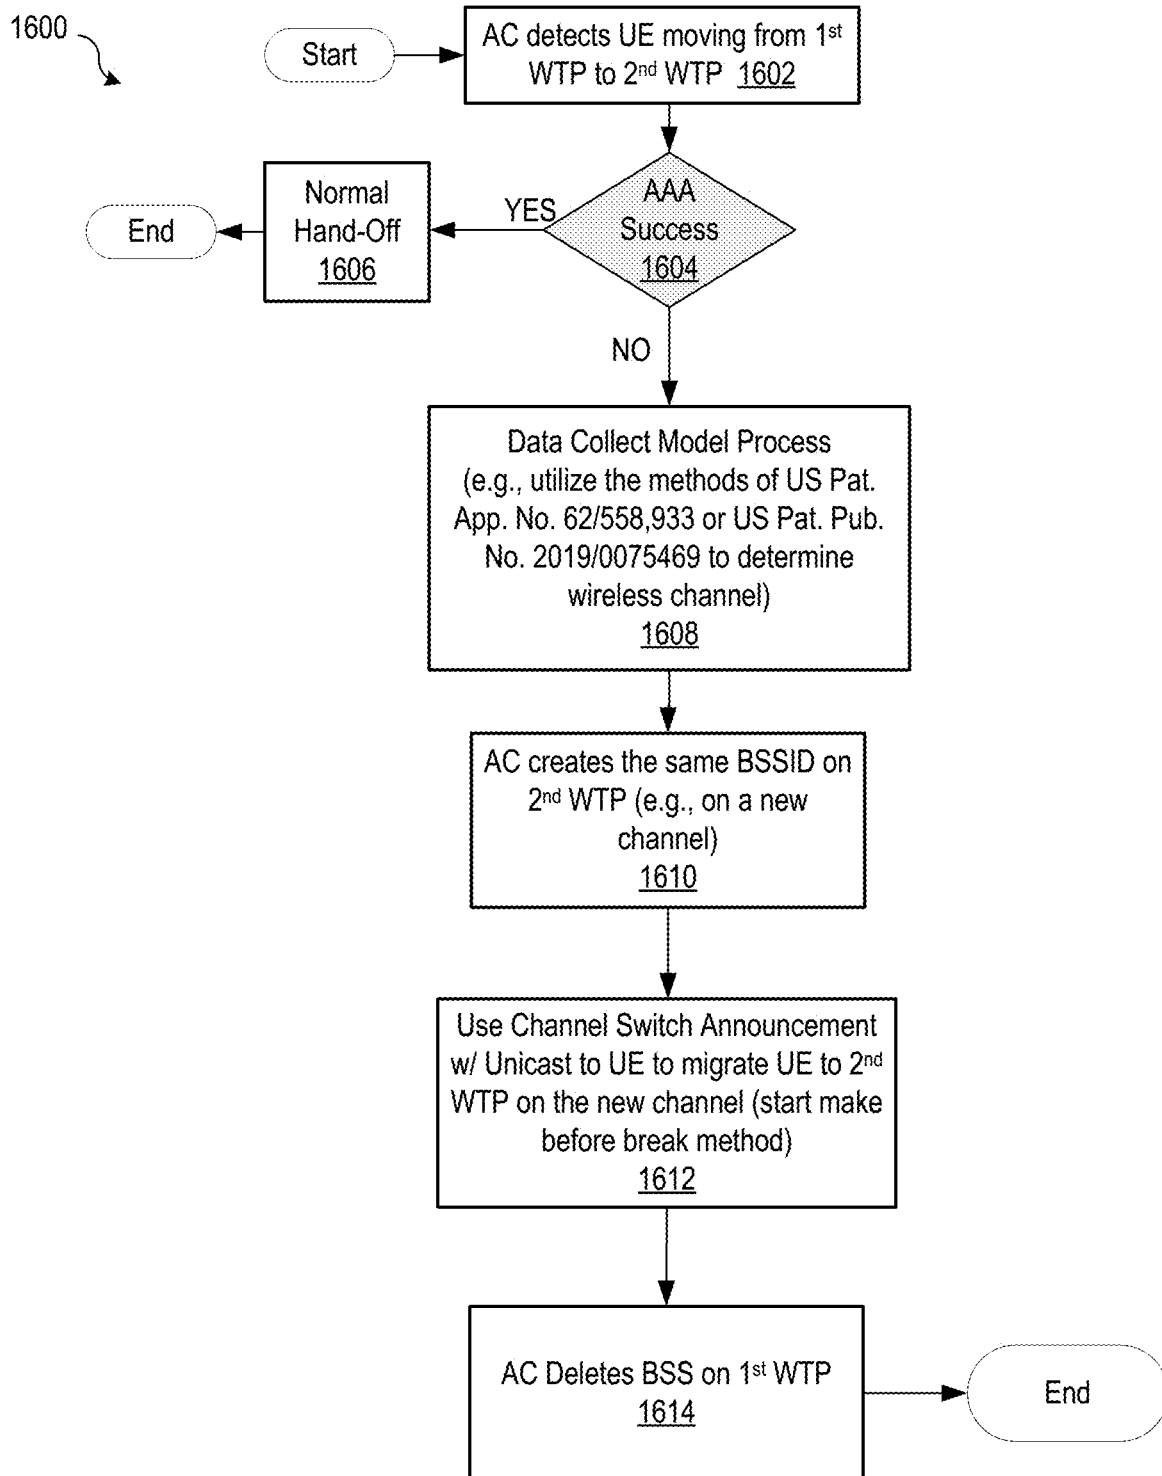 1600
Start
AC detects UE moving from 1st
WTP to 2nd WTP 1602
AAA
Success
1604
YES
Normal
Hand-Off
1606
End
NO
Data Collect Model Process
(e.g., utilize the methods of US Pat.
App. No. 62/558,933 or US Pat. Pub.
No. 2019/0075469 to determine
wireless channel)
1608
AC creates the same BSSID on
2nd WTP (e.g., on a new
channel)
1610
Use Channel Switch Announcement
w/ Unicast to UE to migrate UE to 2nd
WTP on the new channel (start make
before break method)
1612
AC Deletes BSS on 1st WTP
1614
End